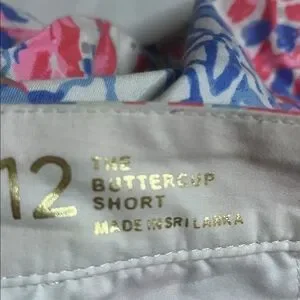 12
THE
BUTTERCUP
SHORT
MADE IN SRI LANKA